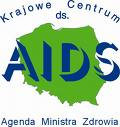 Krajowe Centrum
ds.
AIDS
Agenda Ministra Zdrowia